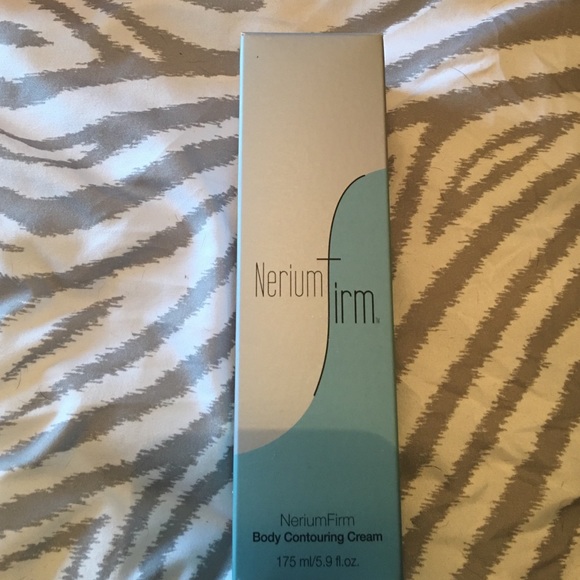 NeriumFirm®
NeriumFirm
Body Contouring Cream
175 ml/5.9 fl.oz.